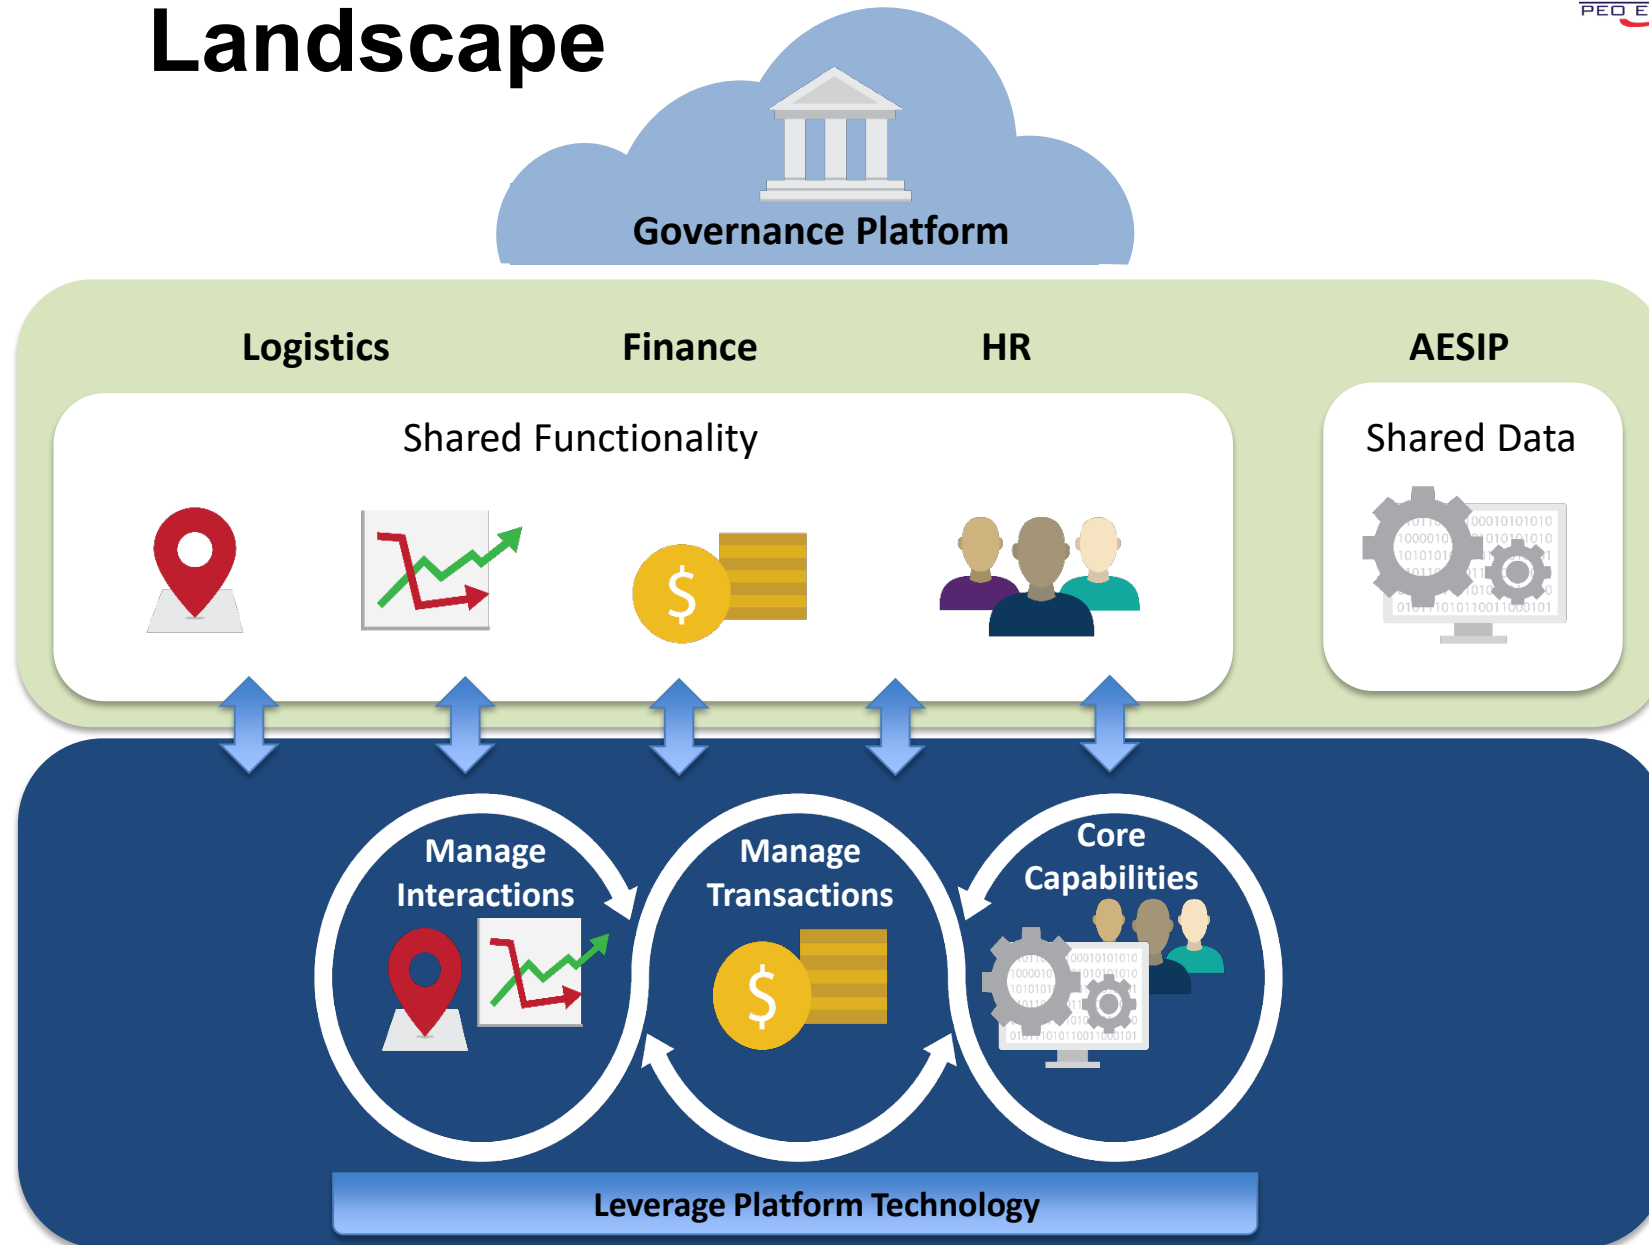 Landscape
PEO E
Governance Platform
Logistics
Finance
HR
AESIP
Shared Functionality
Shared Data
$
Manage
Interactions
Manage
Transactions
Core
Capabilities
$
Leverage Platform Technology